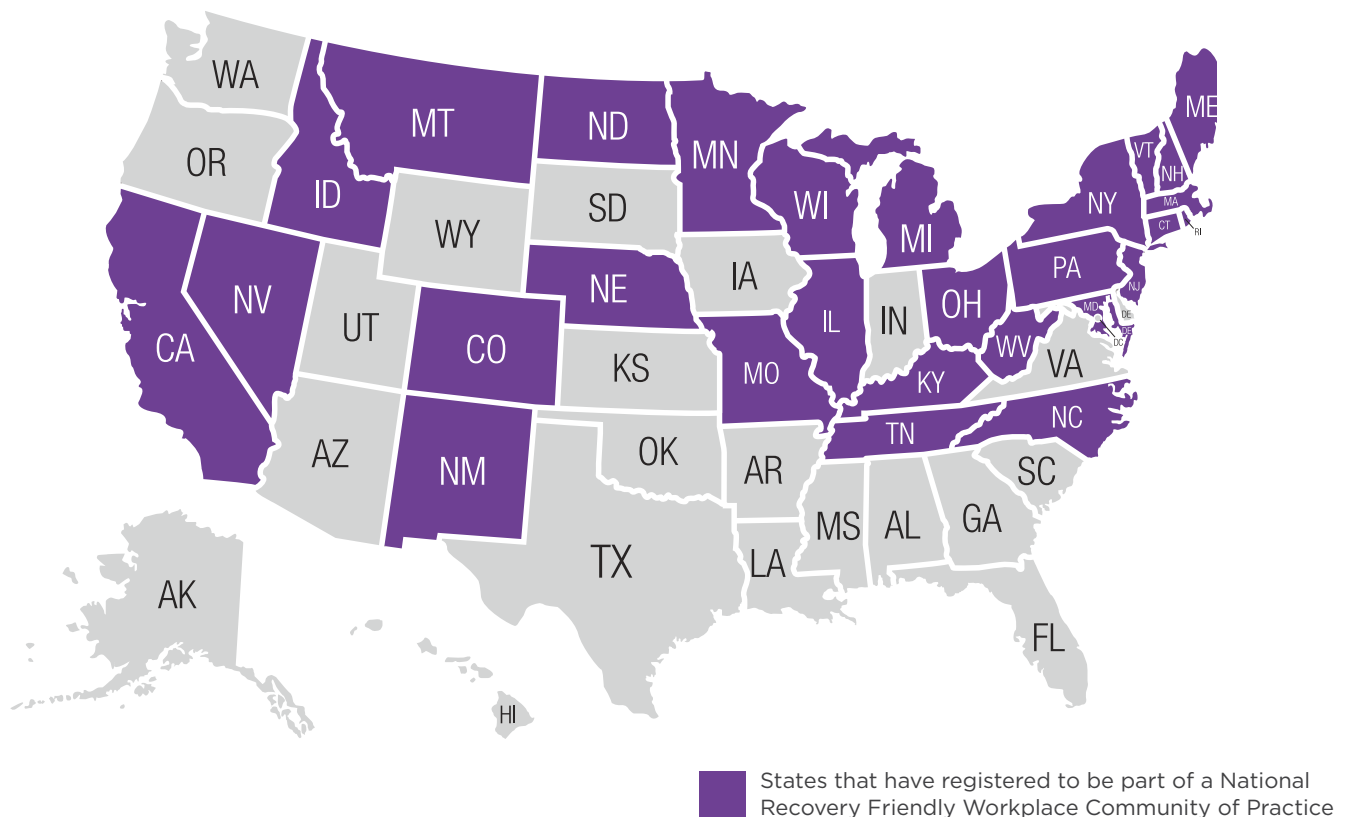 WA
OR
CA
NV
ID
MT
WY
UT
AZ
CO
NM
ND
SD
NE
KS
OK
TX
MN
IA
MO
AR
LA
WI
IL
MI
IN
OH
KY
TN
MS
AL
GA
FL
SC
NC
VA
WV
PA
NY
VT
NH
ME
MA
CT
RI
NJ
MD
DE
DE
DC
AK
HI
States that have registered to be part of a National
Recovery Friendly Workplace Community of Practice